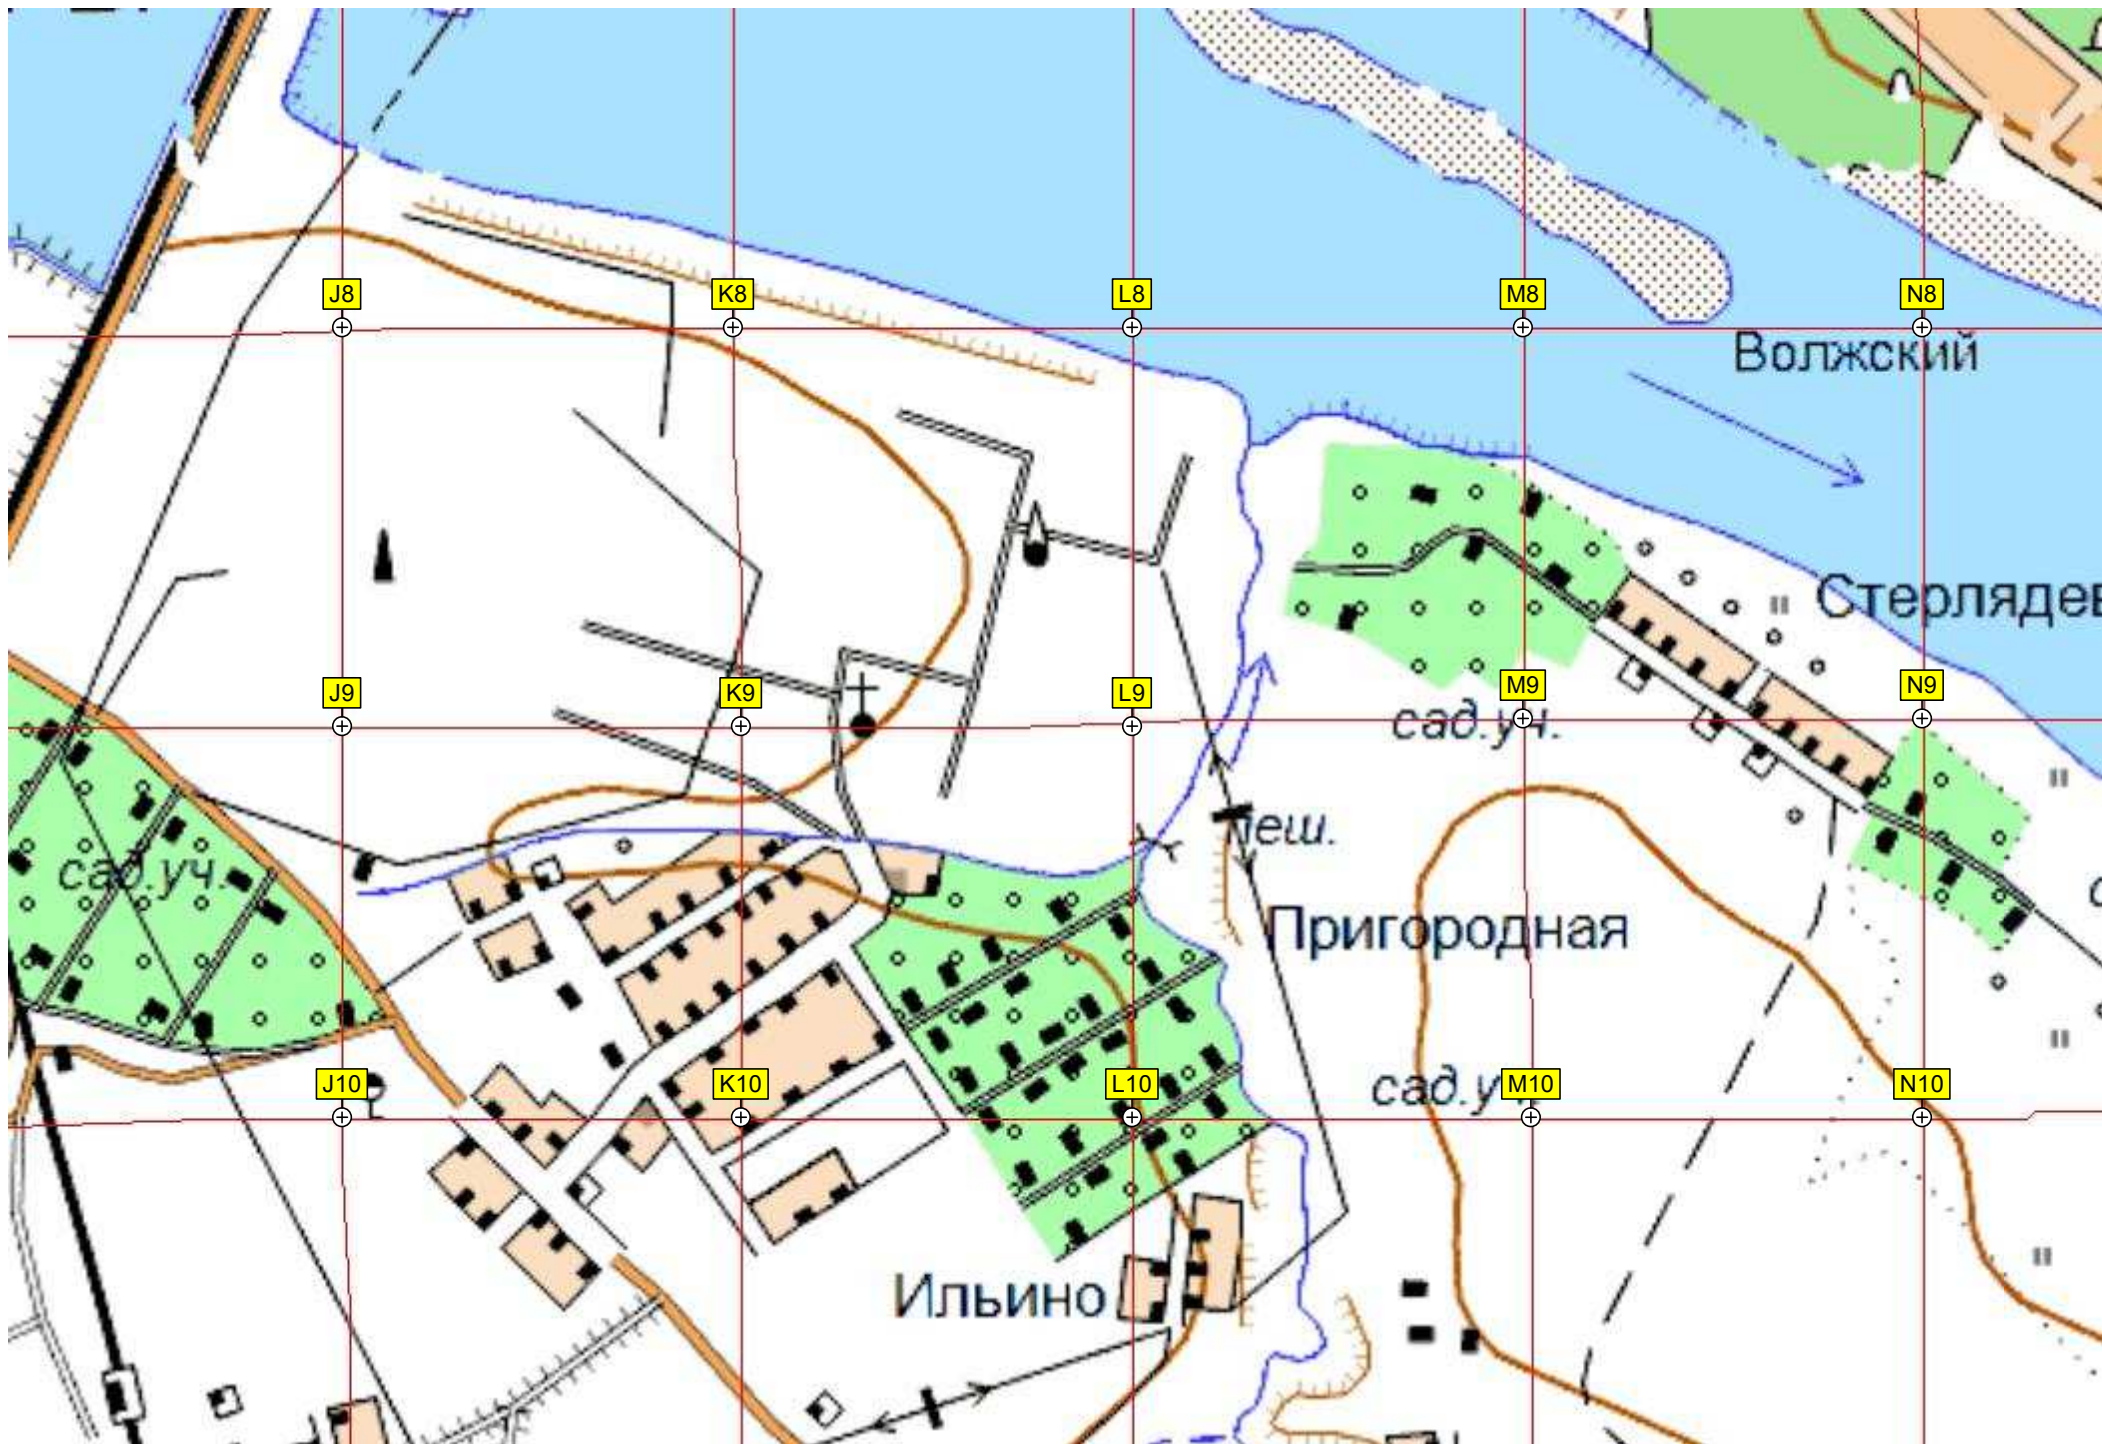 J8
K8
L8
M8
N8
Волжский
Стерлядев
J9
K9
L9
M9
N9
сад.уч.
пеш.
сад.уч.
Пригородная
J10
K10
L10
M10
N10
Ильино